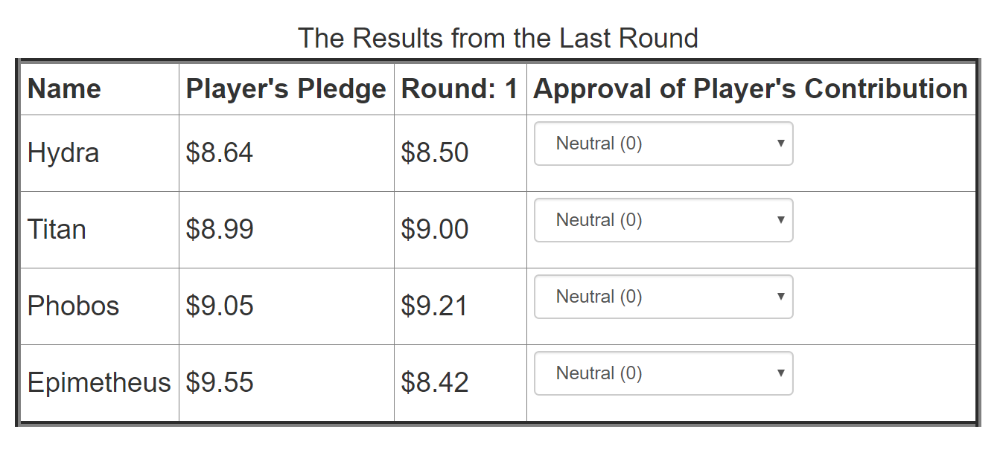 The Results from the Last Round
Name Player's Pledge Round: 1 Approval of Player's Contribution
Hydra $8.64 $8.50 Neutral (0)
Titan $8.99 $9.00 Neutral (0)
Phobos $9.05 $9.21 Neutral (0)
Epimetheus $9.55 $8.42 Neutral (0)